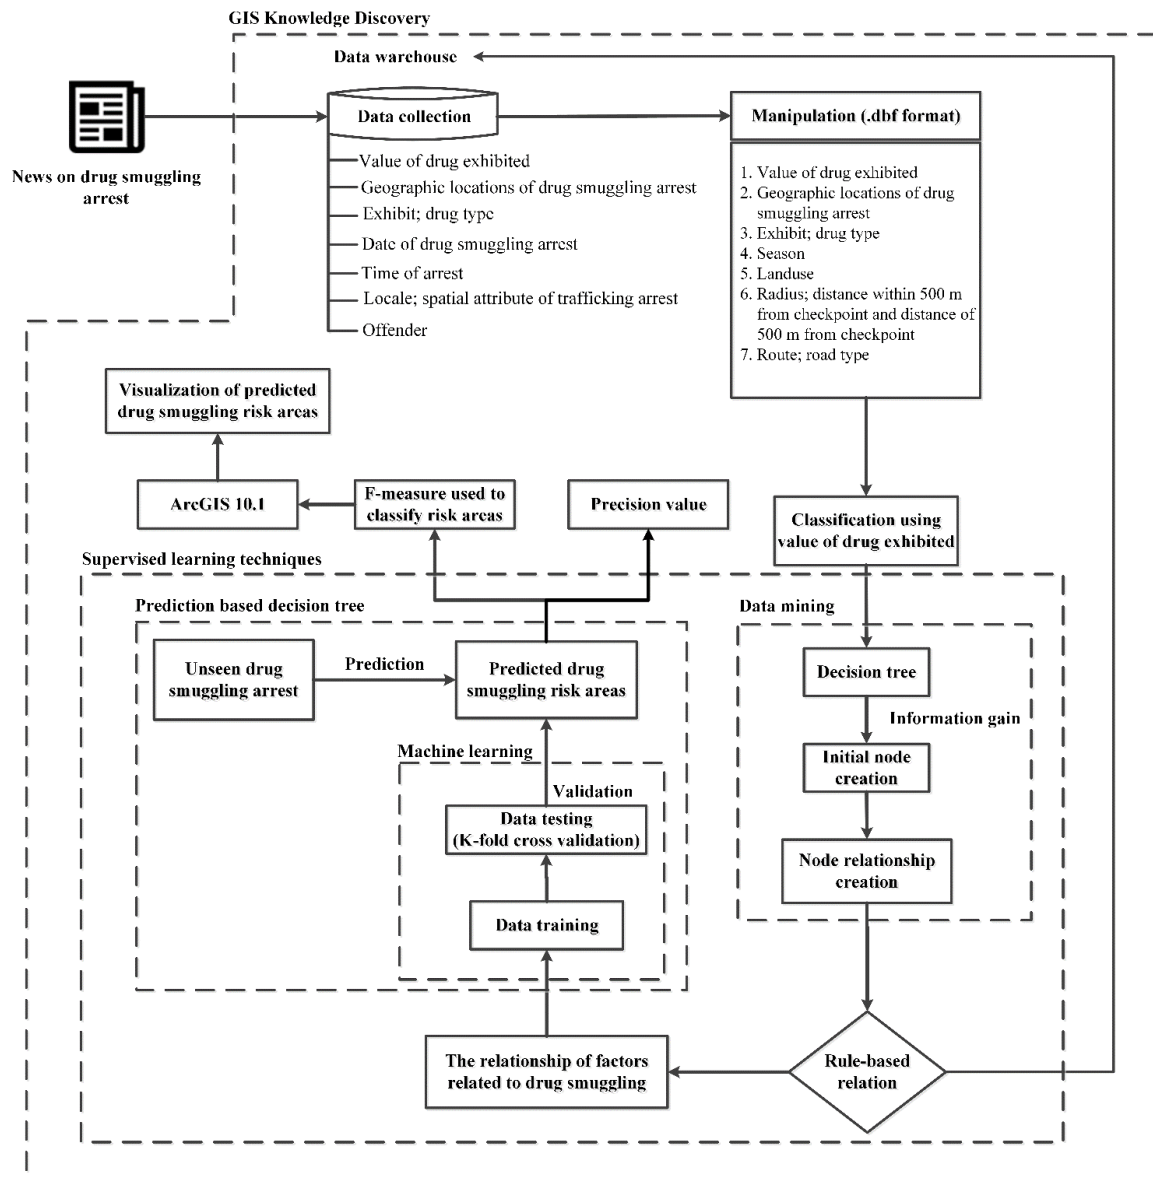 GIS Knowledge Discovery
Data warehouse
News on drug smuggling
arrest
Data collection
Value of drug exhibited
Geographic locations of drug smuggling arrest
Exhibit; drug type
Date of drug smuggling arrest
Time of arrest
Locale; spatial attribute of trafficking arrest
Offender
Manipulation (.dbf format)
1. Value of drug exhibited
2. Geographic locations of drug
smuggling arrest
3. Exhibit; drug type
4. Season
5. Landuse
6. Radius; distance within 500 m
from checkpoint and distance of
500 m from checkpoint
7. Route; road type
Visualization of predicted
drug smuggling risk areas
ArcGIS 10.1
F-measure used to
classify risk areas
Precision value
Classification using
value of drug exhibited
Supervised learning techniques
Prediction based decision tree
Unseen drug
smuggling arrest
Prediction
Predicted drug
smuggling risk areas
Machine learning
Validation
Data testing
(K-fold cross validation)
Data training
Data mining
Decision tree
Information gain
Initial node
creation
Node relationship
creation
The relationship of factors
related to drug smuggling
Rule-based
relation